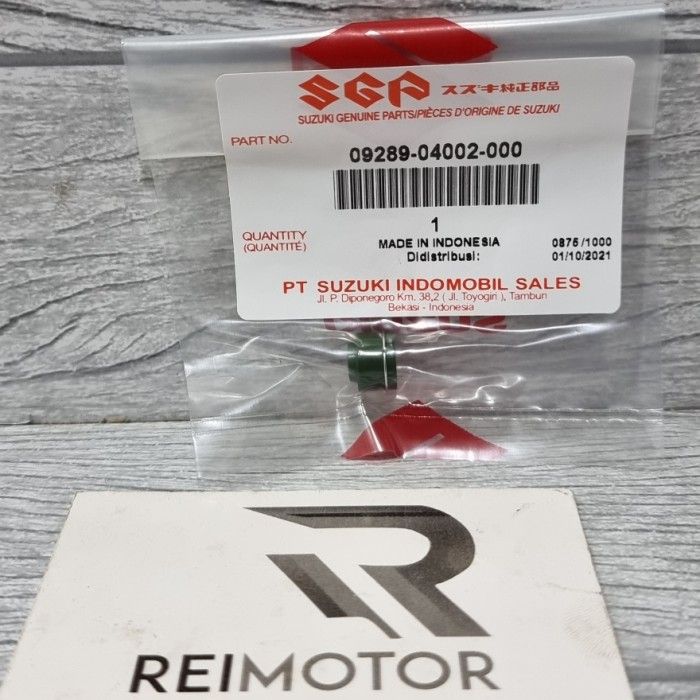 SGP スズキ純正部品
SUZUKI GENUINE PARTS/PIÈCES D'ORIGINE DE SUZUKI
PART NO.
09289-04002-000
1
QUANTITY
(QUANTITÉ)
MADE IN INDONESIA
0875 /1000
Didistribusi:
01/10/2021
PT SUZUKI INDOMOBIL SALES
Jl. P. Diponegoro Km. 38,2 ( Jl. Toyogiri ), Tambun
Bekasi - Indonesia
REIMOTOR